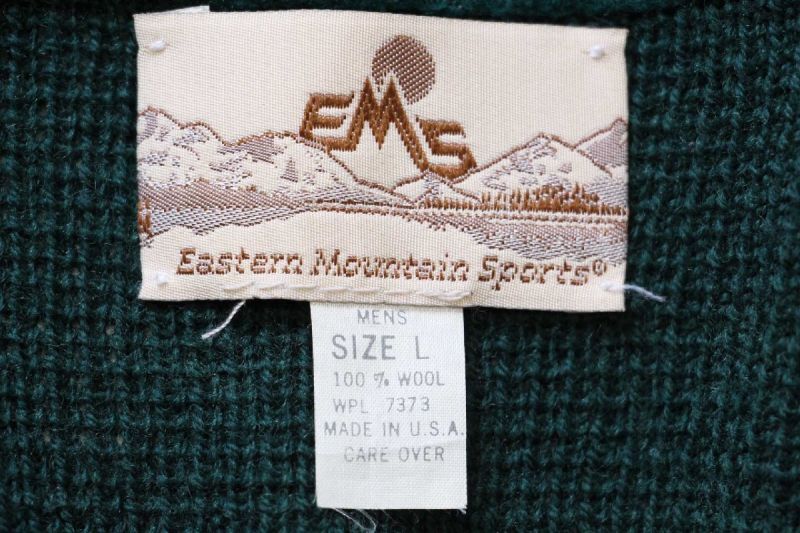 EMS
Eastern Mountain Sports®
MENS
SIZE L
100 % WOOL
WPL 7373
MADE IN U.S.A.
CARE OVER